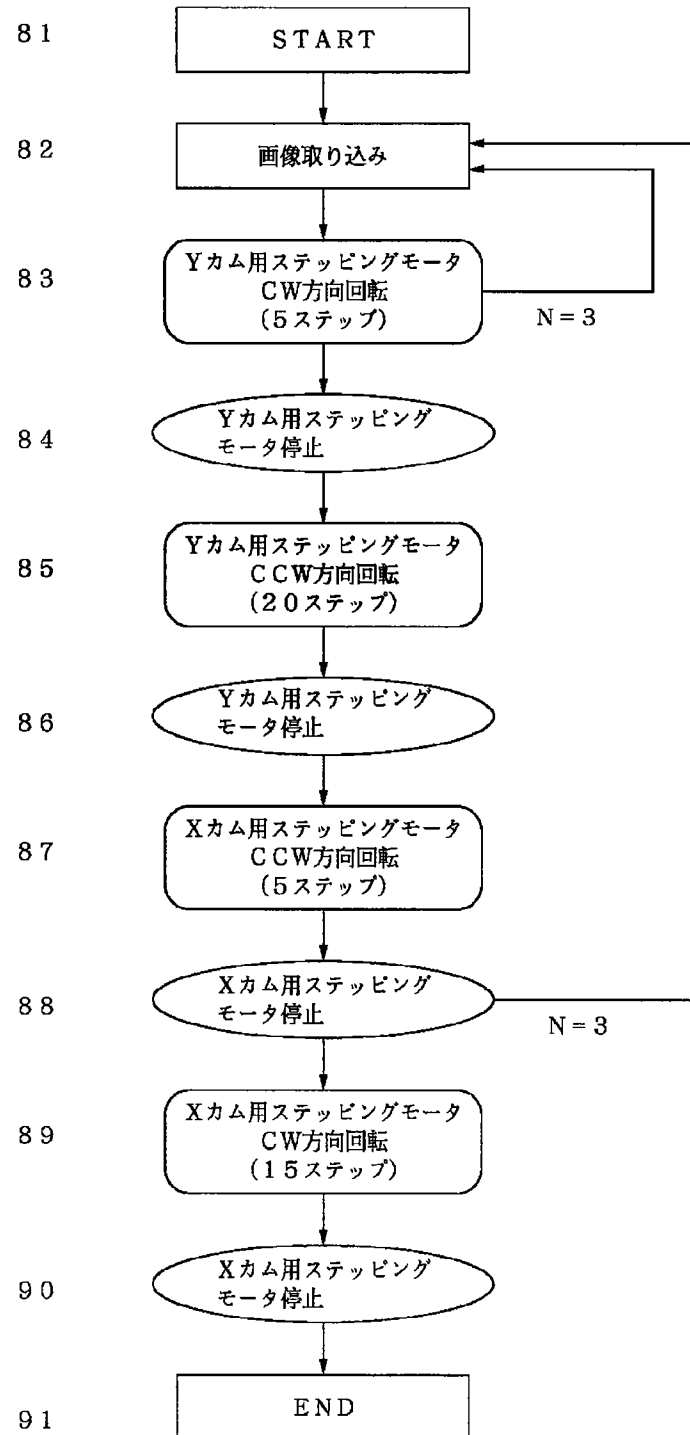 81
START
82
画像取り込み
83
Yカム用ステッピングモータ
CW方向回転
(5ステップ)
N=3
84
Yカム用ステッピング
モータ停止
85
Yカム用ステッピングモータ
CCW方向回転
(20ステップ)
86
Yカム用ステッピング
モータ停止
87
Xカム用ステッピングモータ
CCW方向回転
(5ステップ)
88
Xカム用ステッピング
モータ停止
N=3
89
Xカム用ステッピングモータ
CW方向回転
(15ステップ)
90
Xカム用ステッピング
モータ停止
91
END